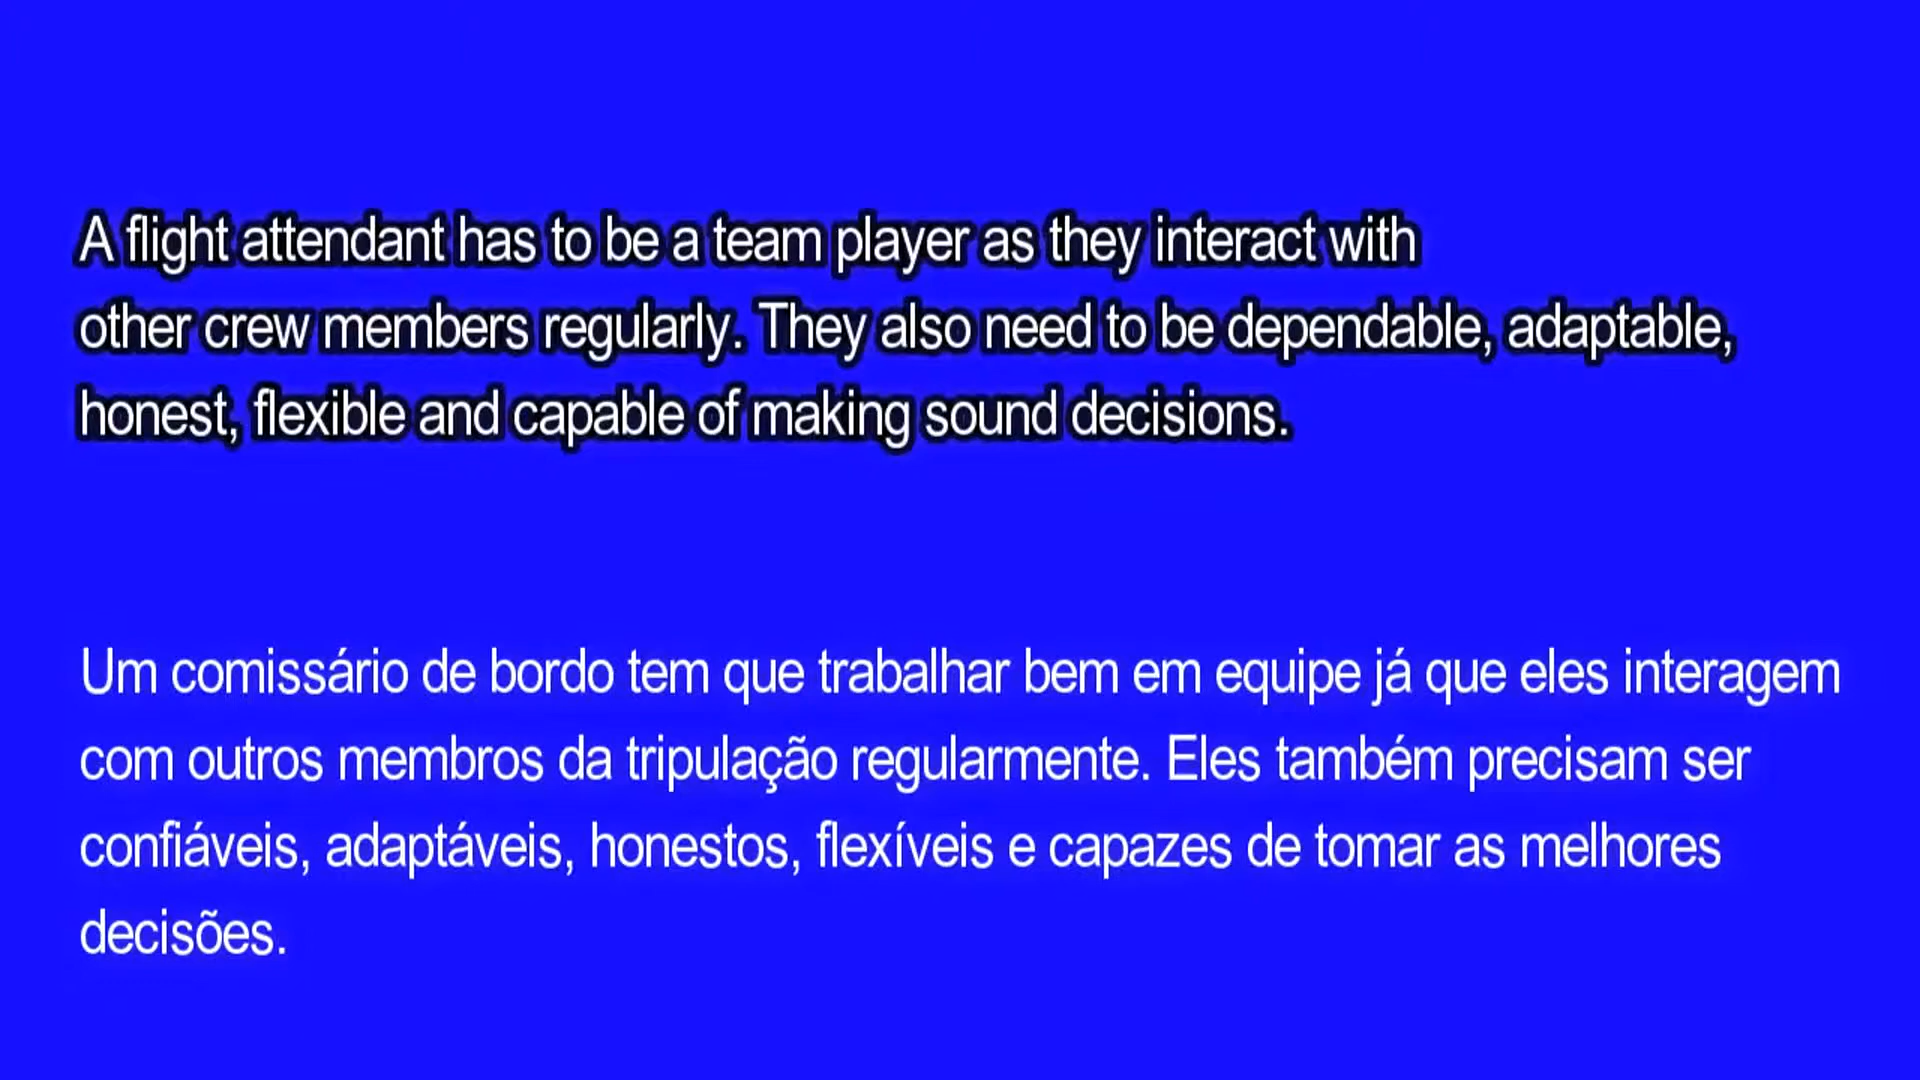 A flight attendant has to be a team player as they interact with
other crew members regularly. They also need to be dependable, adaptable,
honest, flexible and capable of making sound decisions.
Um comissário de bordo tem que trabalhar bem em equipe já que eles interagem
com outros membros da tripulação regularmente. Eles também precisam ser
confiáveis, adaptáveis, honestos, flexíveis e capazes de tomar as melhores
decisões.